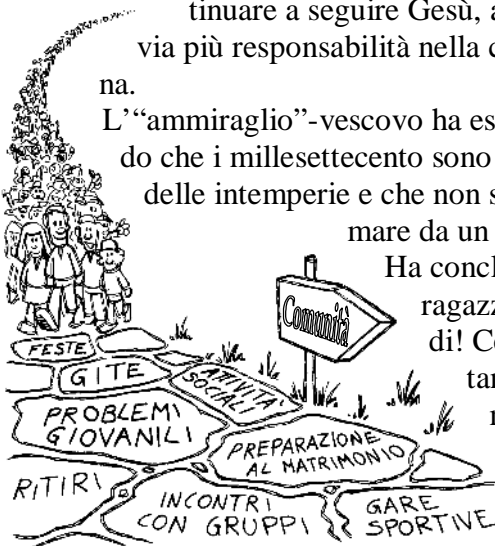 tinuare a seguire Gesù, a
via più responsabilità nella c
na.
L’“ammiraglio”-vescovo ha es
do che i millesettecento sono
delle intemperie e che non s
mare da un
Ha concl
ragazz
di! Co
tar
Comunità
FESTE
GITE
ATTIVITA'
SOCIALI
PROBLEMI
GIOVANILI
PREPARAZIONE
AL MATRIMONIO
RITIRI
INCONTRI
CON GRUPPI
GARE
SPORTIVE